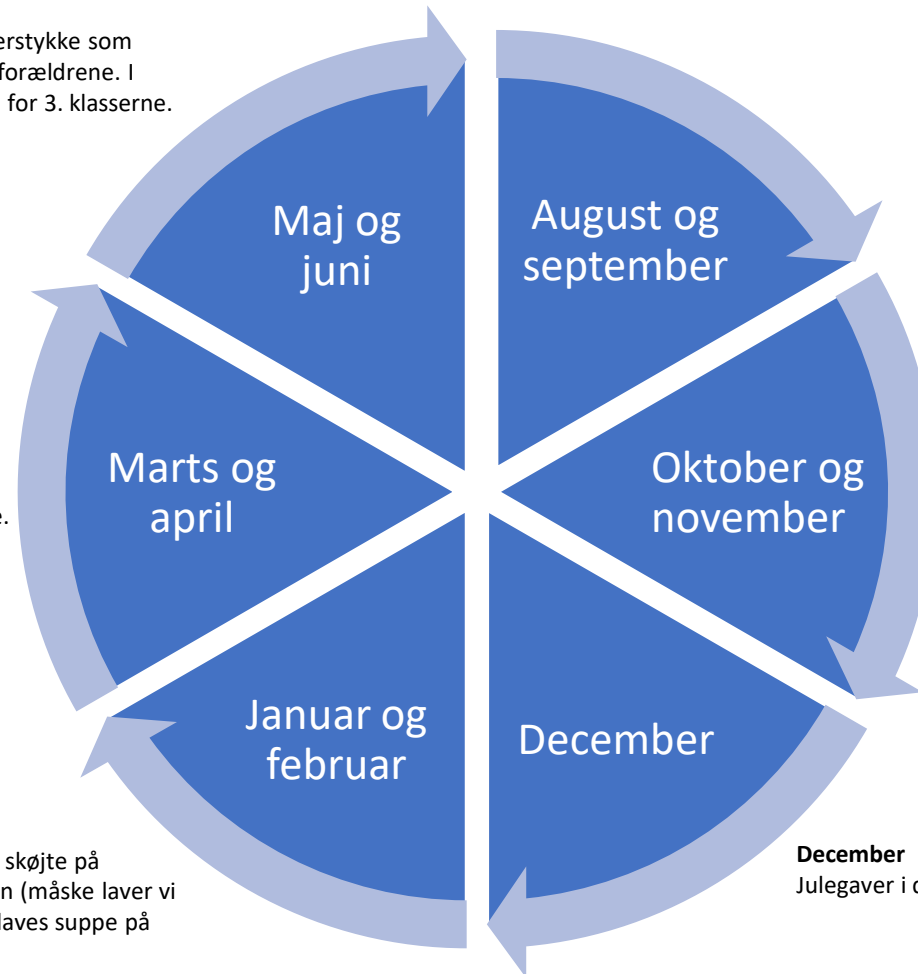 erstykke som
forældrene. I
for 3. klasserne.
Maj og
juni
August og
september
Marts og
april
Oktober og
november
Januar og
februar
December
skøjte på
n (måske laver vi
laves suppe på
December
Julegaver i